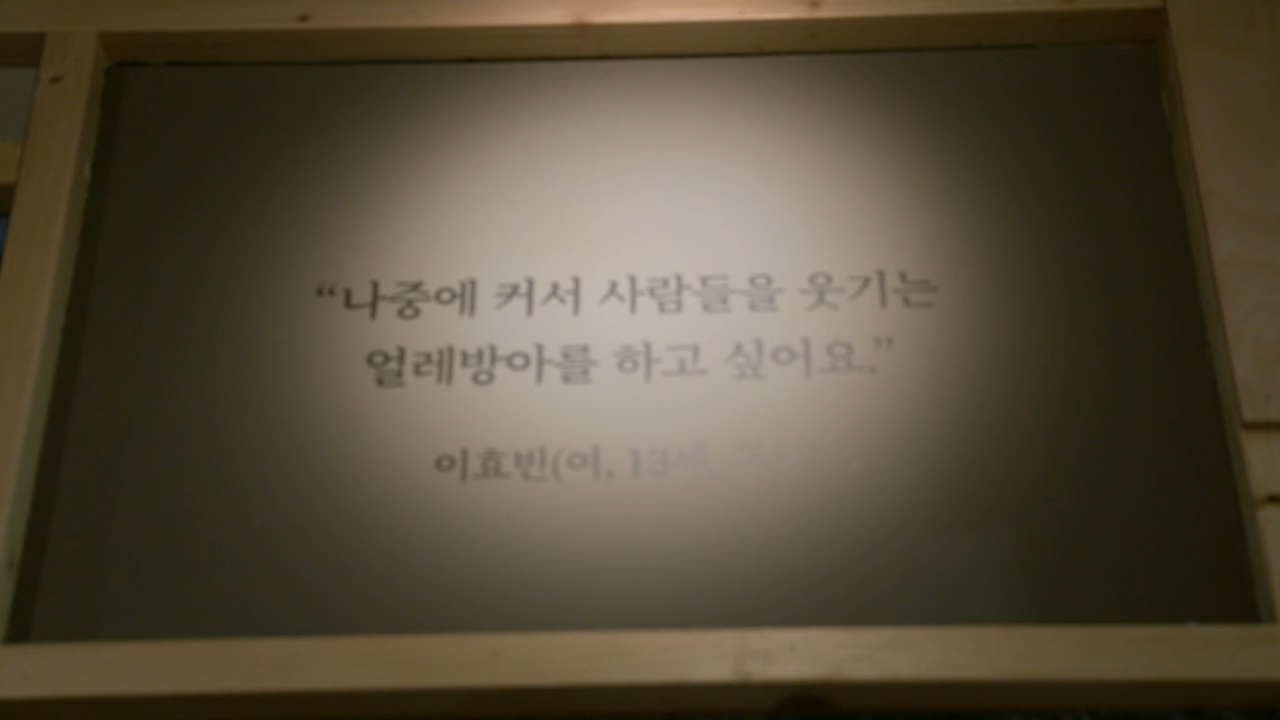 “나중에 커서 사람들을 웃기는
얼레방아를 하고 싶어요.”
이효빈(여, 13세,